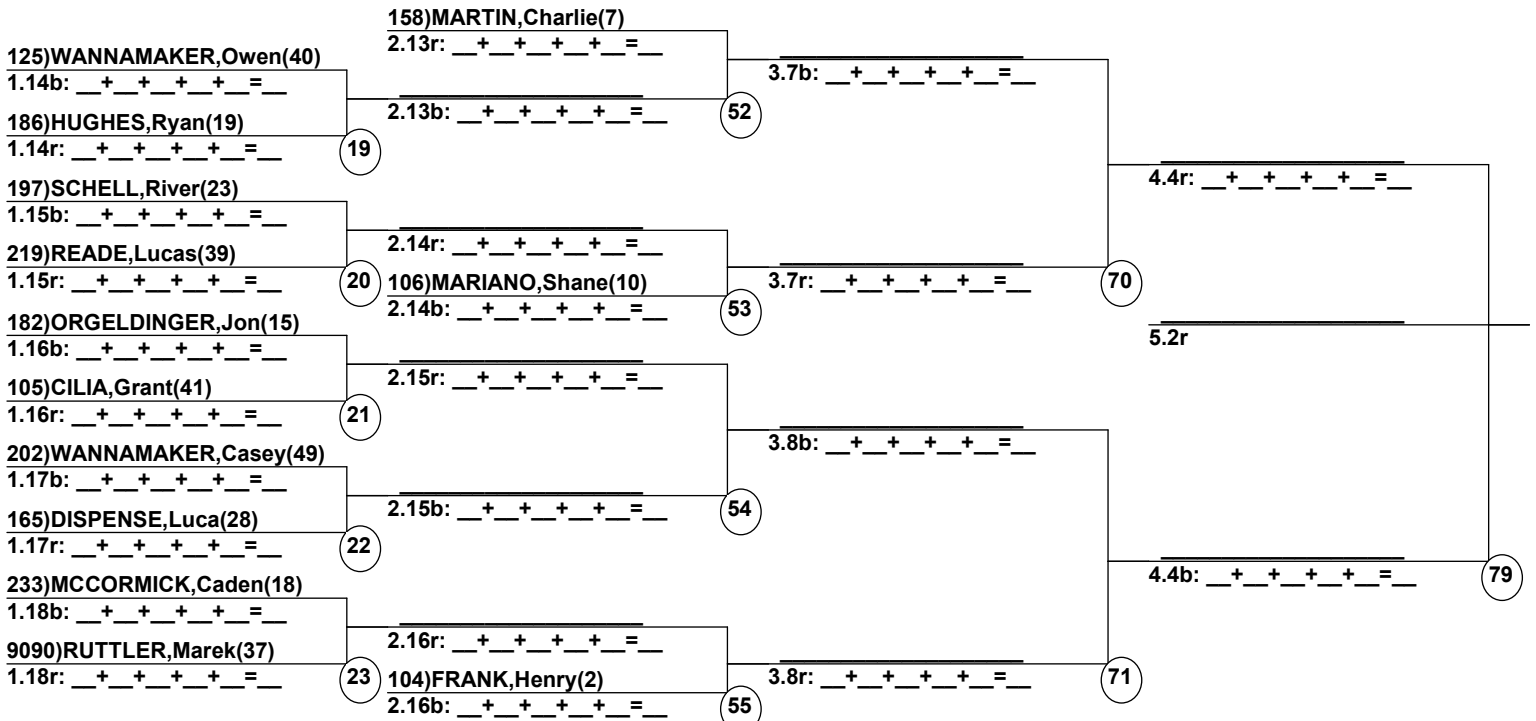 125)WANNAMAKER,Owen(40)
1.14b: __+__+__+__+__=__
186)HUGHES,Ryan(19)
1.14r: __+__+__+__+__=__
19
197)SCHELL,River(23)
1.15b: __+__+__+__+__=__
219)READE,Lucas(39)
1.15r: __+__+__+__+__=__
20
182)ORGELDINGER,Jon(15)
1.16b: __+__+__+__+__=__
105)CILIA,Grant(41)
1.16r: __+__+__+__+__=__
21
202)WANNAMAKER,Casey(49)
1.17b: __+__+__+__+__=__
165)DISPENSE,Luca(28)
1.17r: __+__+__+__+__=__
22
233)MCCORMICK,Caden(18)
1.18b: __+__+__+__+__=__
9090)RUTTLER,Marek(37)
1.18r: __+__+__+__+__=__
23
158)MARTIN,Charlie(7)
2.13r: __+__+__+__+__=__
2.13b: __+__+__+__+__=__
52
2.14r: __+__+__+__+__=__
106)MARIANO,Shane(10)
2.14b: __+__+__+__+__=__
53
2.15r: __+__+__+__+__=__
2.15b: __+__+__+__+__=__
54
2.16r: __+__+__+__+__=__
104)FRANK,Henry(2)
2.16b: __+__+__+__+__=__
55
3.7b: __+__+__+__+__=__
3.7r: __+__+__+__+__=__
70
3.8b: __+__+__+__+__=__
3.8r: __+__+__+__+__=__
71
4.4r: __+__+__+__+__=__
4.4b: __+__+__+__+__=__
79
5.2r